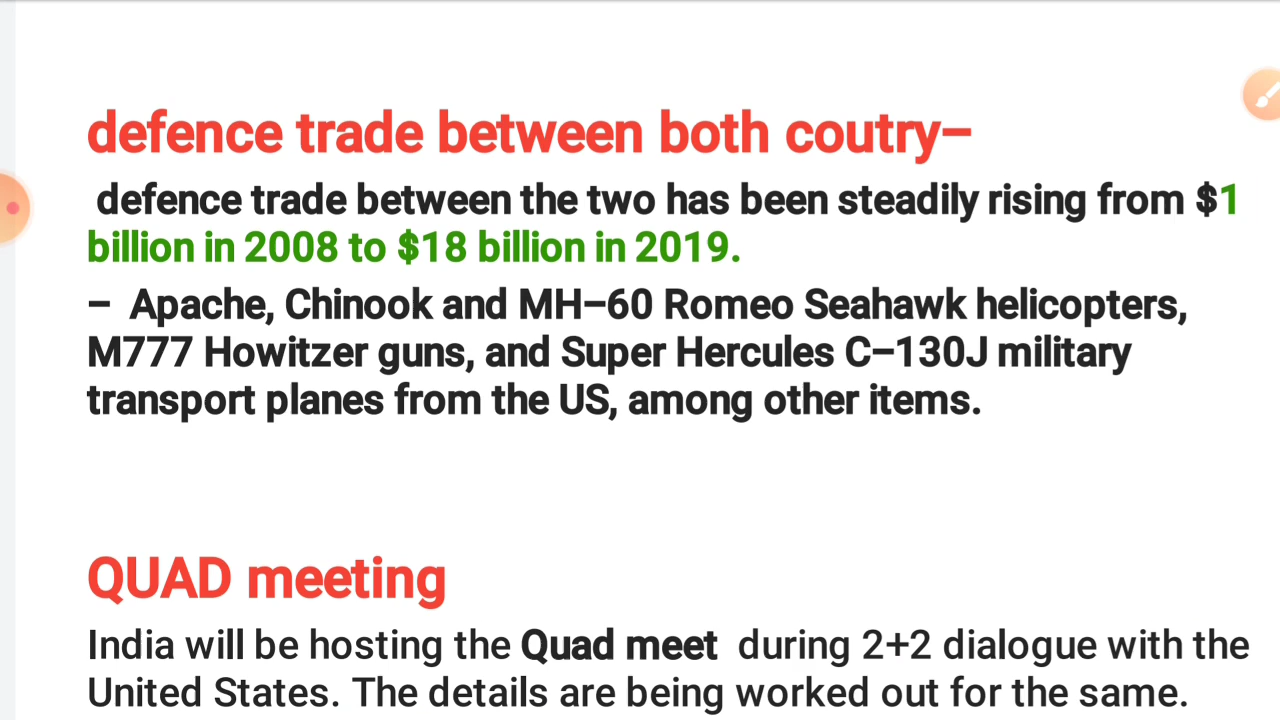 defence trade between both coutry–
defence trade between the two has been steadily rising from $1
billion in 2008 to $18 billion in 2019.
– Apache, Chinook and MH–60 Romeo Seahawk helicopters,
M777 Howitzer guns, and Super Hercules C–130J military
transport planes from the US, among other items.
QUAD meeting
India will be hosting the Quad meet during 2+2 dialogue with the
United States. The details are being worked out for the same.